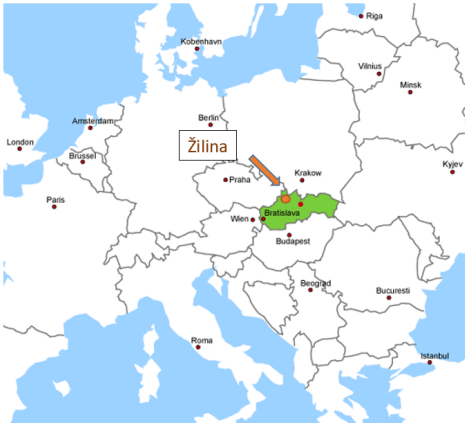 Riga
Kobenhavn
Vilnius
Minsk
Amsterdam
Berlin
London
Žilina
Brussel
Kyjev
Krakow
Praha
Paris
Bratislava
Wien
Budapest
Beograd
Bucuresti
Roma
Istanbul